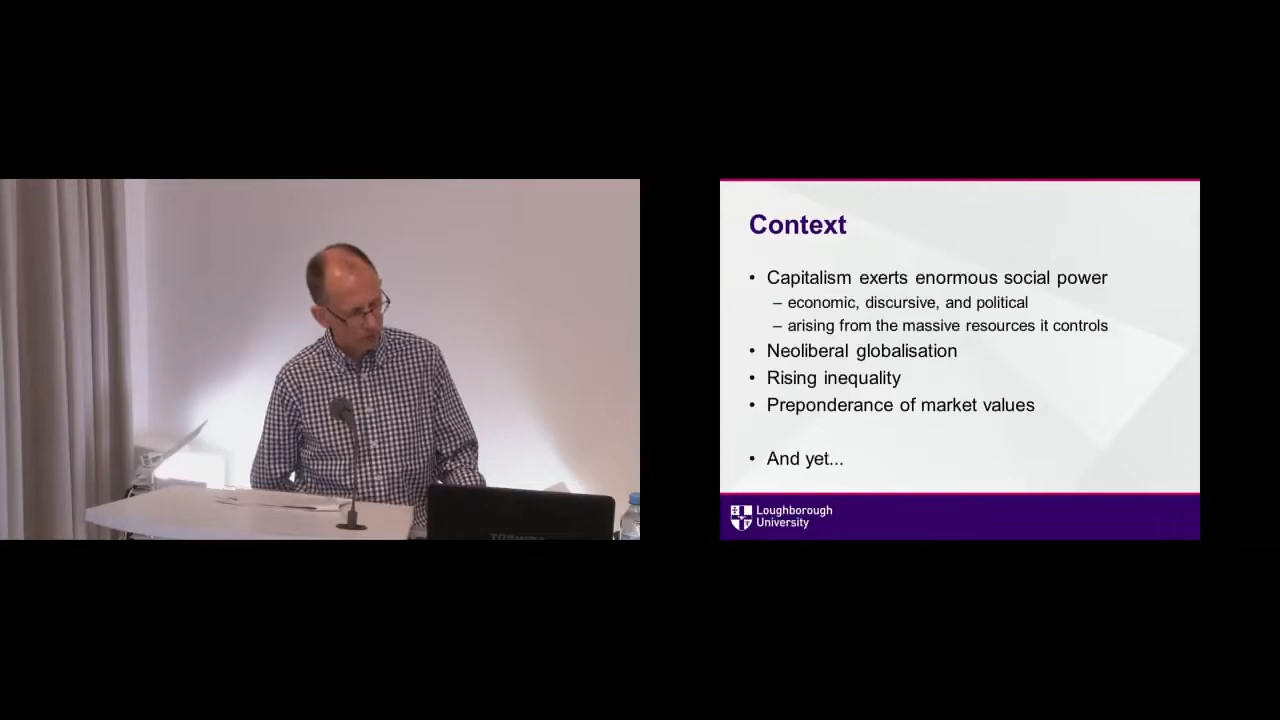 Context
• Capitalism exerts enormous social power
– economic, discursive, and political
– arising from the massive resources it controls
• Neoliberal globalisation
• Rising inequality
• Preponderance of market values
• And yet...
Loughborough
University
TOSHIBA